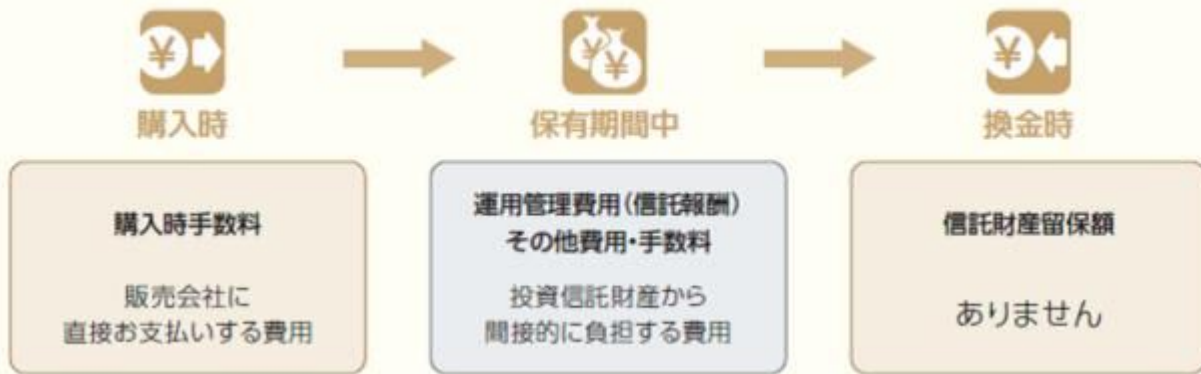 購入時
保有期間中
換金時
購入時手数料
販売会社に
直接お支払いする費用
運用管理費用(信託報酬)
その他費用・手数料
投資信託財産から
間接的に負担する費用
信託財産留保額
ありません